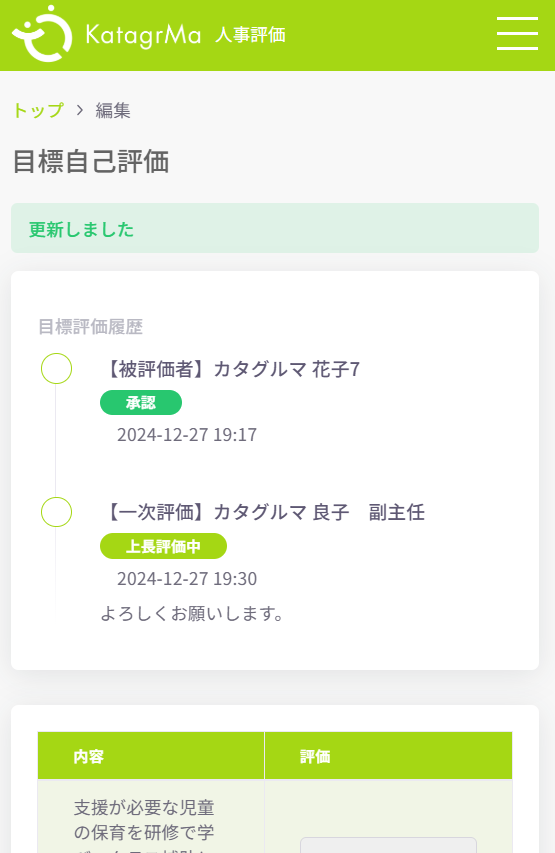 KatagrMa 人事評価
トップ > 編集
目標自己評価
更新しました
目標評価履歴
【被評価者】カタグルマ 花子7
承認
2024-12-27 19:17
【一次評価】カタグルマ 良子　副主任
上長評価中
2024-12-27 19:30
よろしくお願いします。
内容 評価
支援が必要な児童
の保育を研修で学